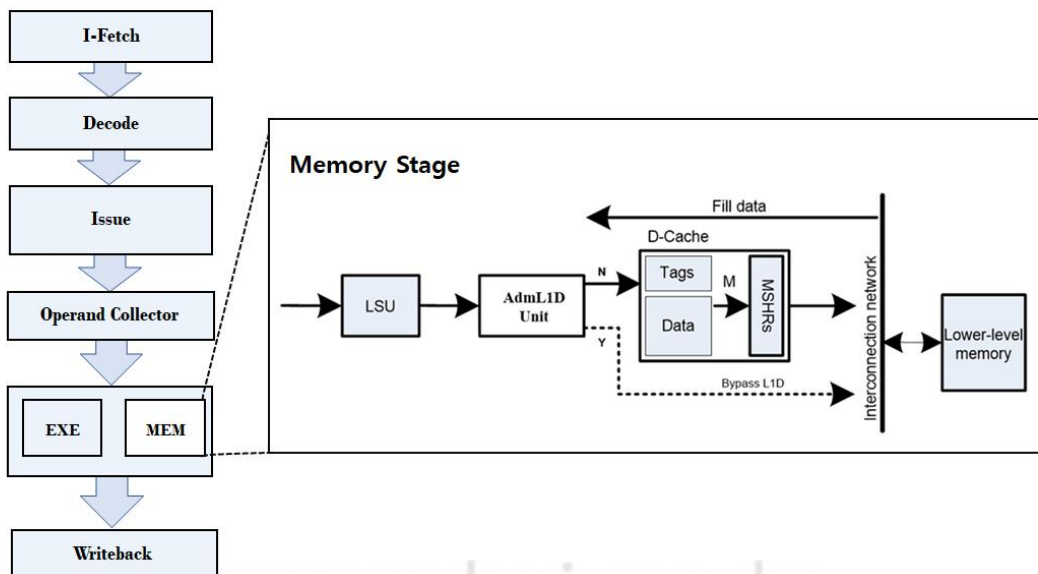 I-Fetch
Decode
Issue
Operand Collector
EXE
MEM
Writeback
Memory Stage
Fill data
D-Cache
LSU
AdmL1D
Unit
N
Y
Tags
Data
M
MSHRs
Bypass L1D
Interconnection network
Lower-level
memory